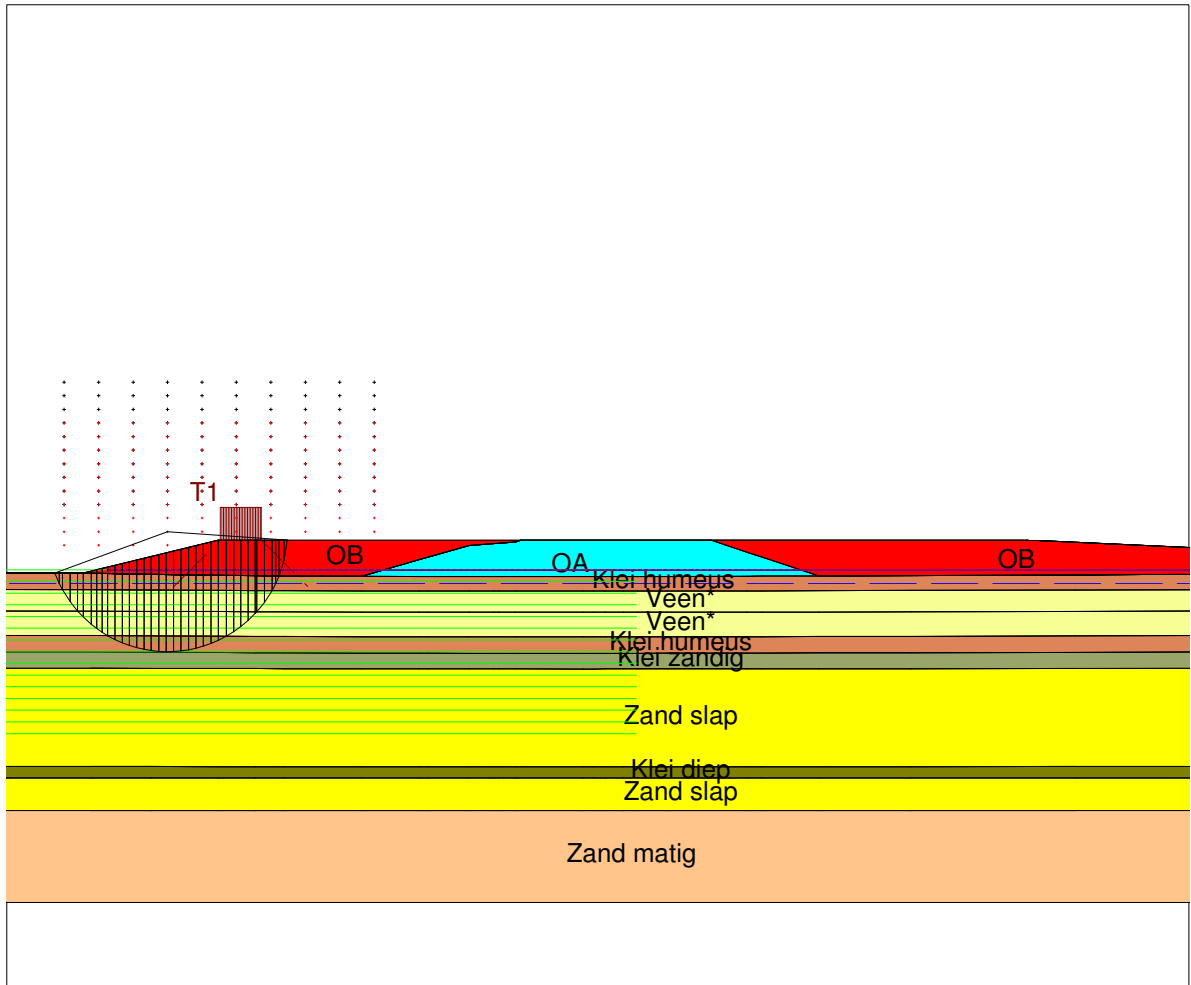 T1
OB
OA
OB
Klei humeus
Veen*
Veen*
Klei humeus
Klei zandig
Zand slap
Klei diep
Zand slap
Zand matig